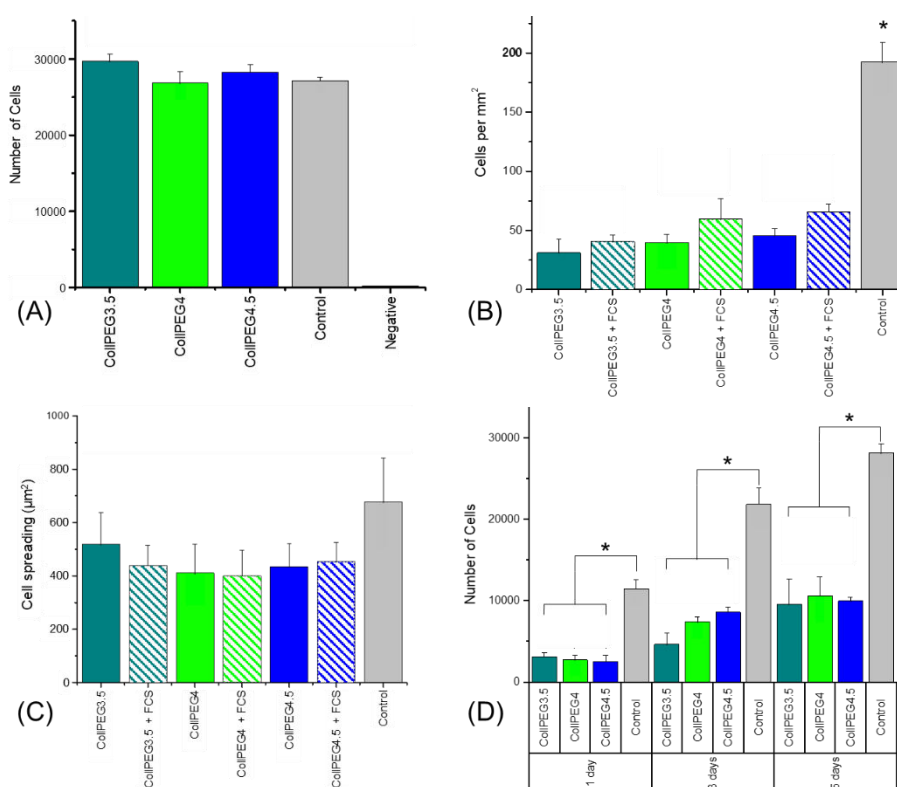 Number of Cells
30000
20000
10000
0
CollPEG3.5
CollPEG4
CollPEG4.5
Control
Negative
(A)
Cells per mm²
200
150
100
50
0
*
CollPEG3.5
CollPEG3.5 + FCS
CollPEG4
CollPEG4 + FCS
CollPEG4.5
CollPEG4.5 + FCS
Control
(B)
Cell spreading (µm²)
1000
800
600
400
200
0
CollPEG3.5
CollPEG3.5 + FCS
CollPEG4
CollPEG4 + FCS
CollPEG4.5
CollPEG4.5 + FCS
Control
(C)
Number of Cells
30000
20000
10000
0
*
*
*
CollPEG3.5
CollPEG4
CollPEG4.5
Control
CollPEG3.5
CollPEG4
CollPEG4.5
Control
CollPEG3.5
CollPEG4
CollPEG4.5
Control
1 day
days
days
(D)